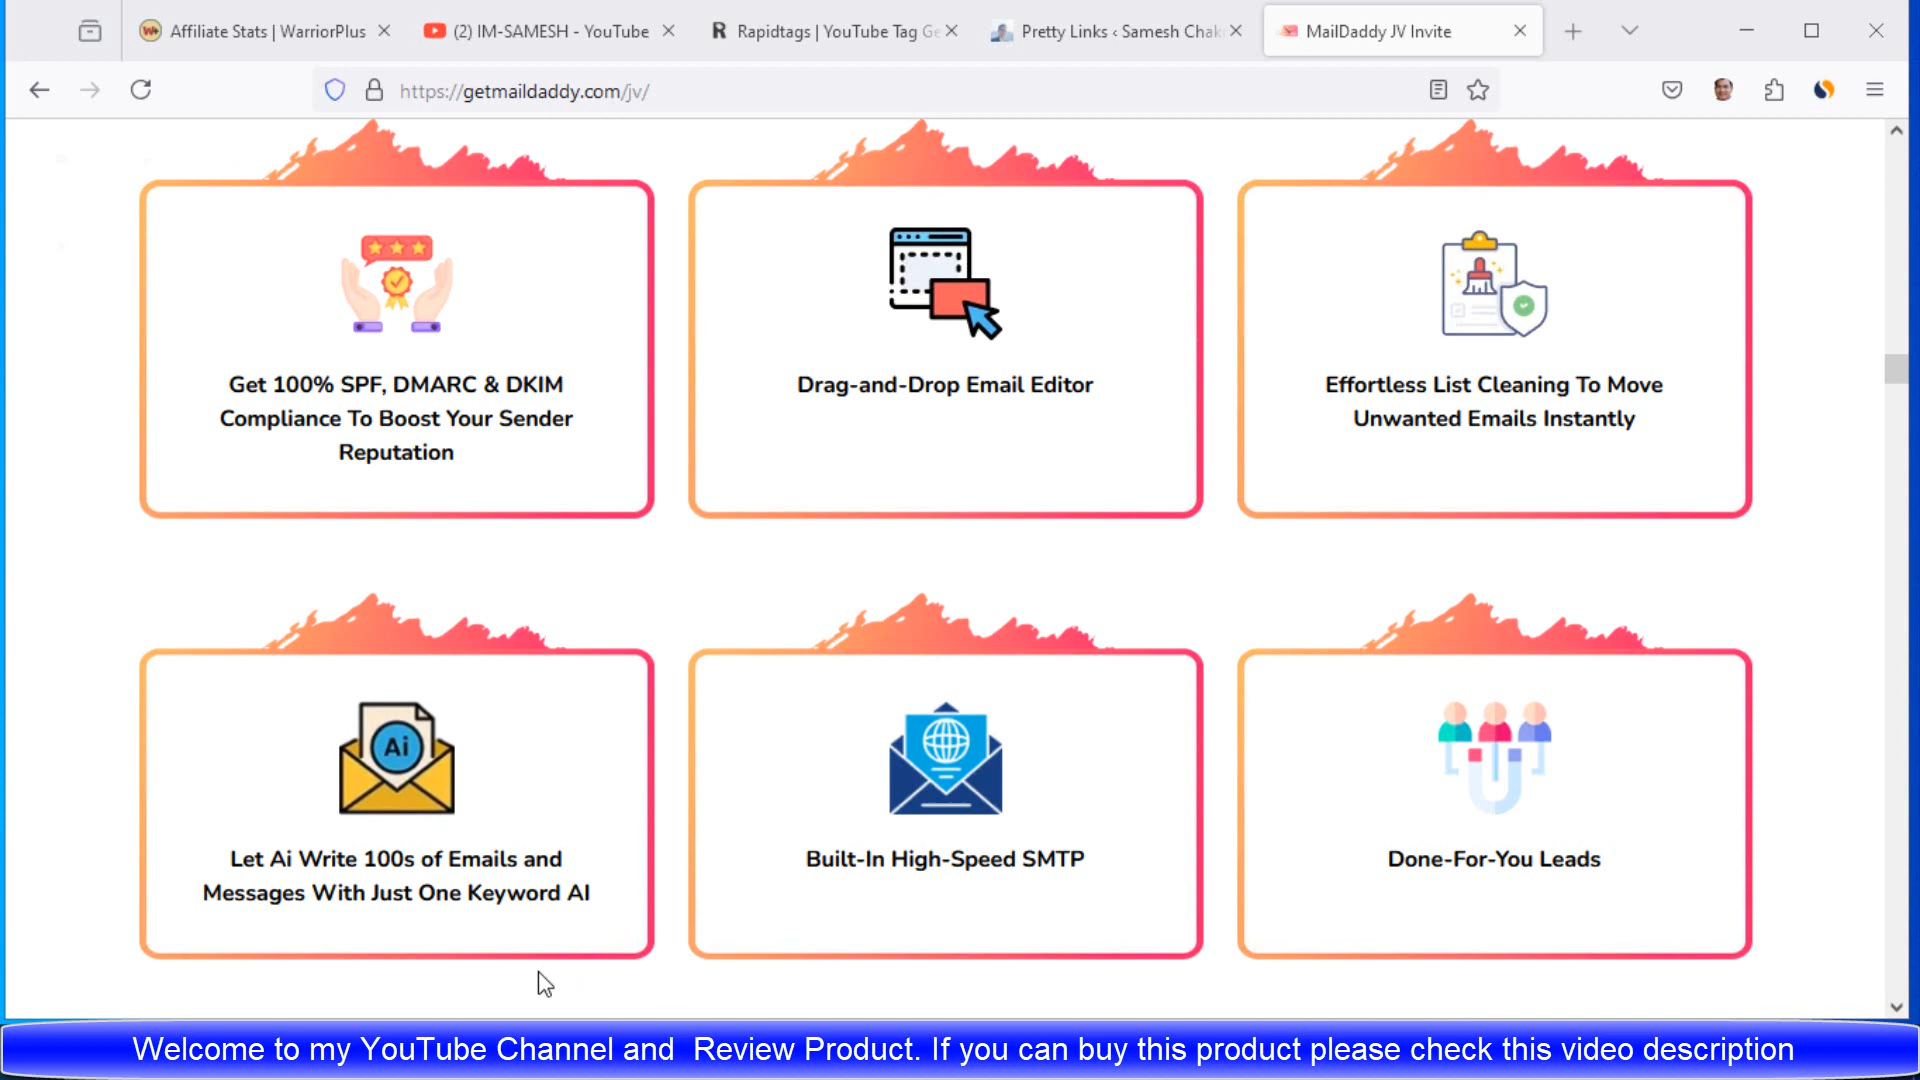 Affiliate Stats | WarriorPlus
(2) IM-SAMESH - YouTube
Rapidtags | YouTube Tag Ge
Pretty Links ‹ Samesh Chak
MailDaddy JV Invite
https://getmaildaddy.com/jv/
Get 100% SPF, DMARC & DKIM
Compliance To Boost Your Sender
Reputation
Drag-and-Drop Email Editor
Effortless List Cleaning To Move
Unwanted Emails Instantly
Ai
Let Ai Write 100s of Emails and
Messages With Just One Keyword AI
Built-In High-Speed SMTP
Done-For-You Leads
Welcome to my YouTube Channel and  Review Product. If you can buy this product please check this video description